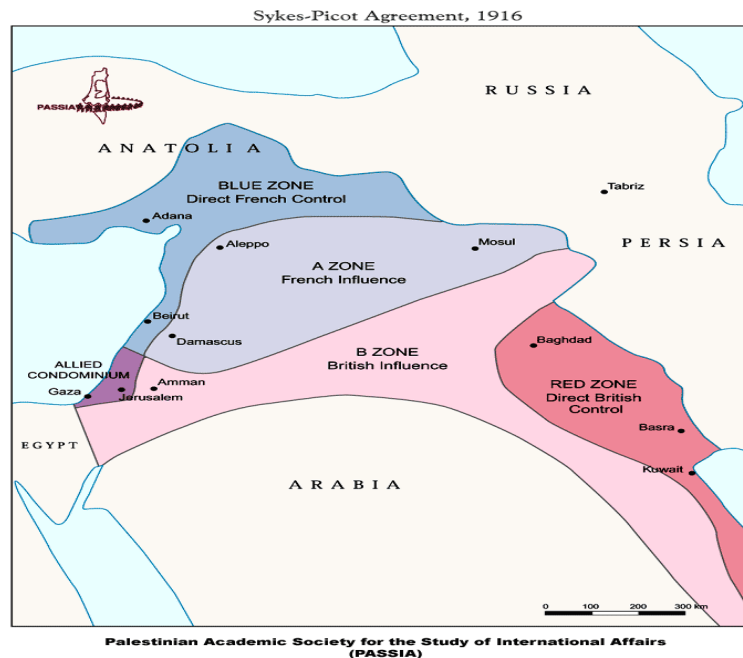 Sykes-Picot Agreement, 1916
RUSSIA
PASSIA
ANATOLIA
BLUE ZONE
Direct French Control
Tabriz
Adana
Aleppo
Mosul
PERSIA
A ZONE
French Influence
Beirut
Damascus
Baghdad
B ZONE
British Influence
ALLIED
CONDOMINIUM
Amman
Gaza
Jerusalem
RED ZONE
Direct British
Control
Basra
EGYPT
Kuwait
ARABIA
0 100 200 300 km
Palestinian Academic Society for the Study of International Affairs
(PASSIA)